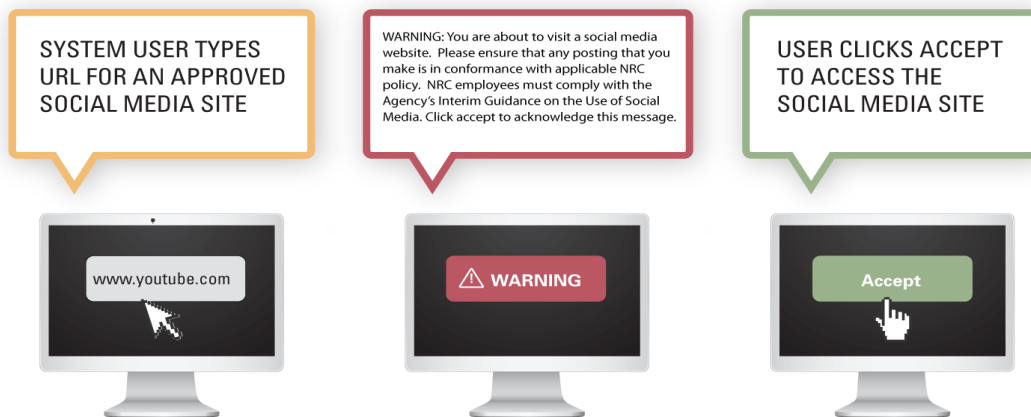 SYSTEM USER TYPES
URL FOR AN APPROVED
SOCIAL MEDIA SITE
www.youtube.com
WARNING: You are about to visit a social media
website.  Please ensure that any posting that you
make is in conformance with applicable NRC
policy.  NRC employees must comply with the
Agency's Interim Guidance on the Use of Social
Media. Click accept to acknowledge this message.
WARNING
USER CLICKS ACCEPT
TO ACCESS THE
SOCIAL MEDIA SITE
Accept